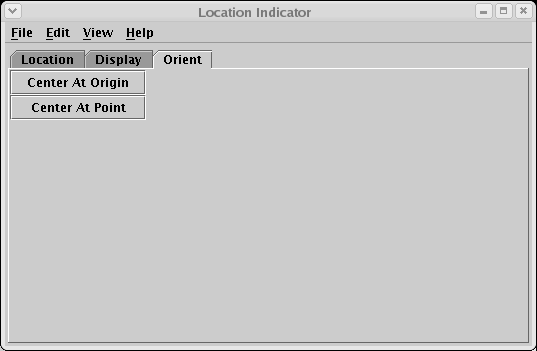 Location Indicator
File Edit View Help
Location Display Orient
Center At Origin
Center At Point